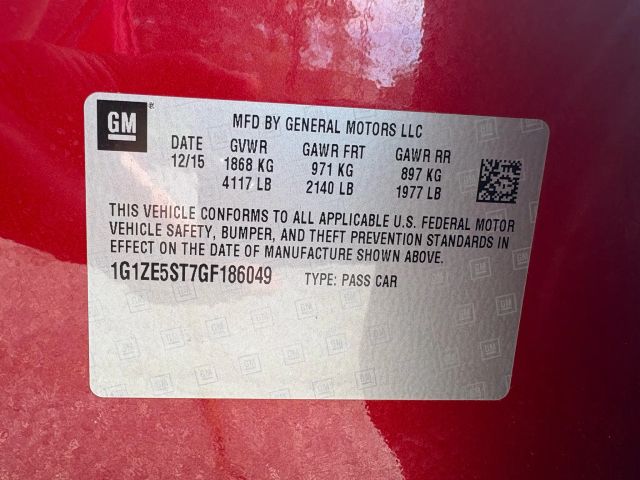 GM
MFD BY GENERAL MOTORS LLC
DATE GVWR GAWR FRT GAWR RR
12/15 1868 KG 971 KG 897 KG
4117 LB 2140 LB 1977 LB
THIS VEHICLE CONFORMS TO ALL APPLICABLE U.S. FEDERAL MOTOR
VEHICLE SAFETY, BUMPER, AND THEFT PREVENTION STANDARDS IN
EFFECT ON THE DATE OF MANUFACTURE SHOWN ABOVE.
1G1ZE5ST7GF186049 TYPE: PASS CAR